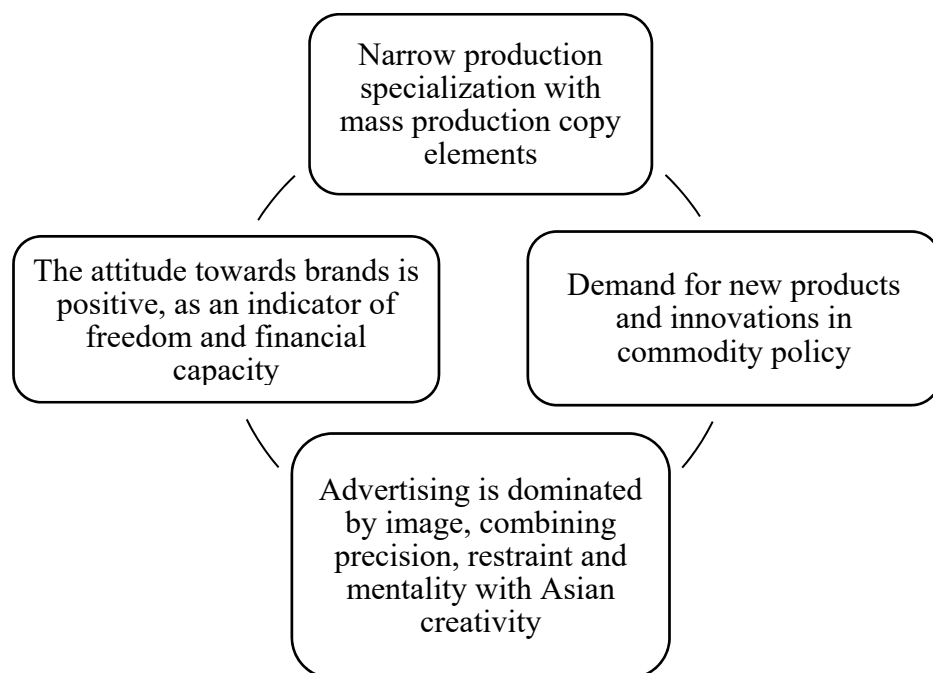 Narrow production
specialization with
mass production copy
elements
The attitude towards brands is
positive, as an indicator of
freedom and financial
capacity
Demand for new products
and innovations in
commodity policy
Advertising is dominated
by image, combining
precision, restraint and
mentality with Asian
creativity